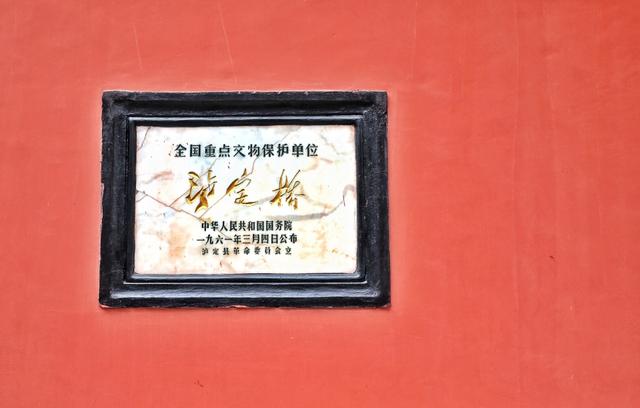 全国重点文物保护单位
泸定桥
中华人民共和国国务院
一九六一年三月四日公布
泸定县革命委员会立